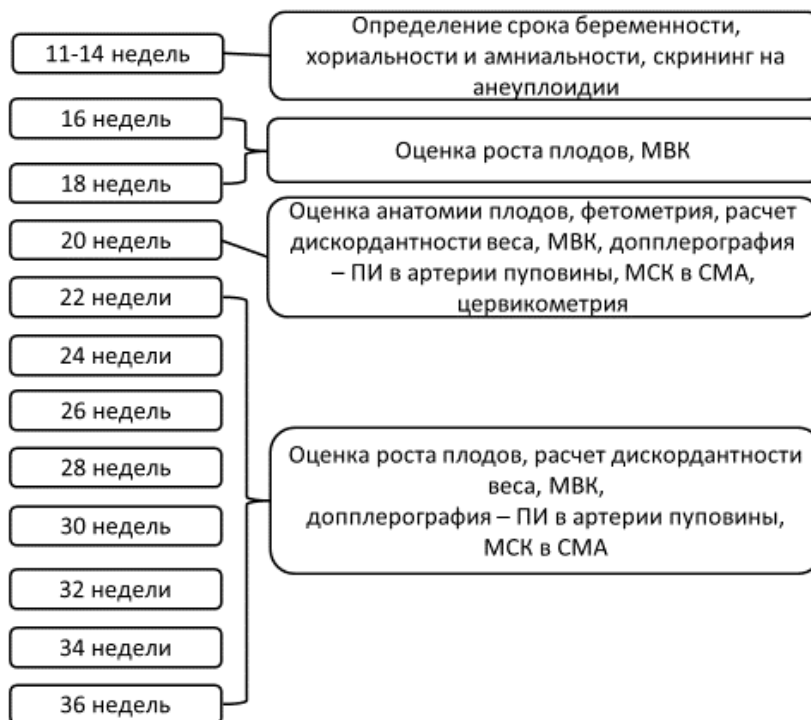 11-14 недель
Определение срока беременности,
хориальности и амниальности, скрининг на
анеуплоидии
16 недель
18 недель
Оценка роста плодов, МВК
20 недель
Оценка анатомии плодов, фетометрия, расчет
дискордантности веса, МВК, допплерография
– ПИ в артерии пуповины, МСК в СМА,
цервикометрия
22 недели
24 недели
26 недель
28 недель
30 недель
32 недели
34 недели
36 недель
Оценка роста плодов, расчет дискордантности
веса, МВК,
допплерография – ПИ в артерии пуповины,
МСК в СМА